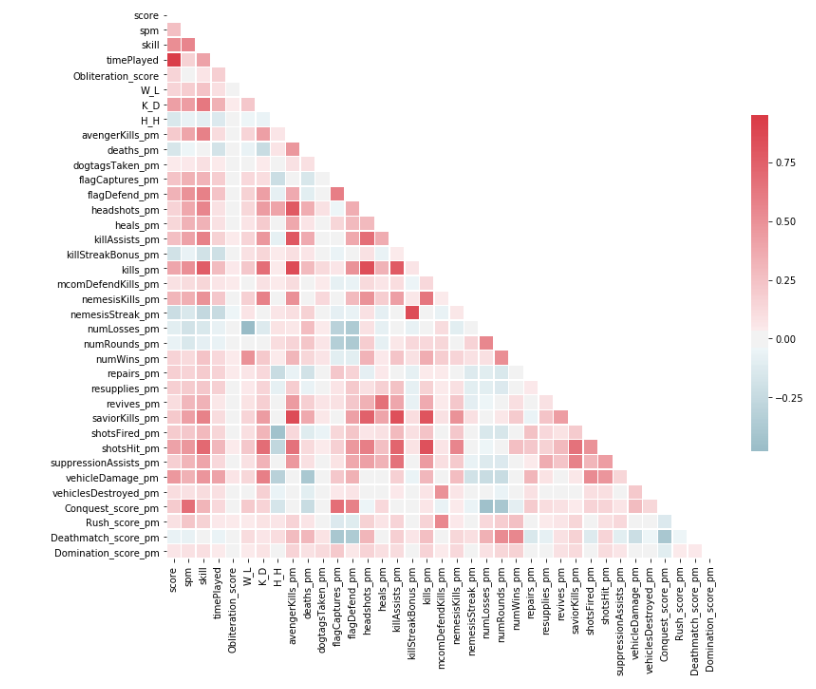 score
spm
skill
timePlayed
Obliteration_score
W_L
K_D
H_H
avengerKills_pm
deaths_pm
dogtagsTaken_pm
flagCaptures_pm
flagDefend_pm
headshots_pm
heals_pm
killAssists_pm
killStreakBonus_pm
kills_pm
mcomDefendKills_pm
nemesisKills_pm
nemesisStreak_pm
numLosses_pm
numRounds_pm
numWins_pm
repairs_pm
resupplies_pm
revives_pm
saviorKills_pm
shotsFired_pm
shotsHit_pm
suppressionAssists_pm
vehicleDamage_pm
vehiclesDestroyed_pm
Conquest_score_pm
Rush_score_pm
Deathmatch_score_pm
Domination_score_pm
score
spm
skill
timePlayed
Obliteration_score
W_L
K_D
H_H
avengerKills_pm
deaths_pm
dogtagsTaken_pm
flagCaptures_pm
flagDefend_pm
headshots_pm
heals_pm
killAssists_pm
killStreakBonus_pm
kills_pm
mcomDefendKills_pm
nemesisKills_pm
nemesisStreak_pm
numLosses_pm
numRounds_pm
numWins_pm
repairs_pm
resupplies_pm
revives_pm
saviorKills_pm
shotsFired_pm
shotsHit_pm
suppressionAssists_pm
vehicleDamage_pm
vehiclesDestroyed_pm
Conquest_score_pm
Rush_score_pm
Deathmatch_score_pm
Domination_score_pm
0.75
0.50
0.25
0.00
−0.25